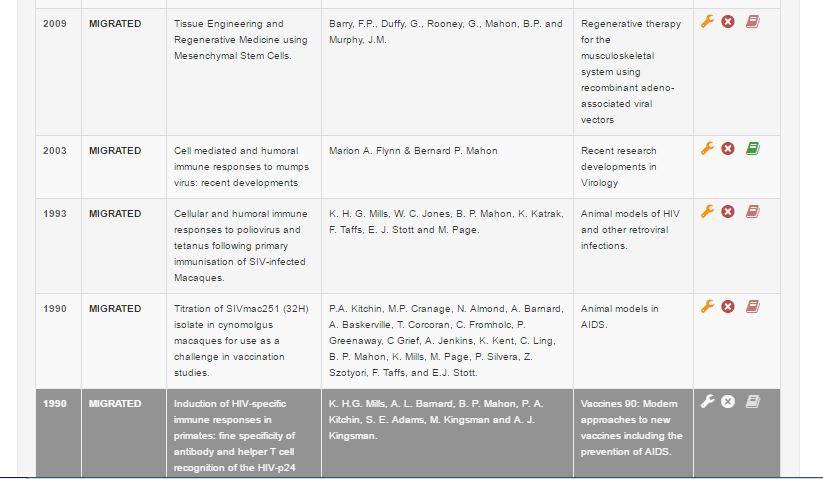 2009 MIGRATED Tissue Engineering and Barry, F.P., Duffy, G., Rooney, G., Mahon, B.P. and Regenerative therapy
Regenerative Medicine using Murphy, J.M. for the
Mesenchymal Stem Cells. musculoskeletal
system using
recombinant adeno-
associated viral
vectors
2003 MIGRATED Cell mediated and humoral Marion A. Flynn & Bernard P. Mahon Recent research
immune responses to mumps developments in
virus: recent developments Virology
1993 MIGRATED Cellular and humoral immune K. H. G. Mills, W. C. Jones, B. P. Mahon, K. Katrak, Animal models of HIV
responses to poliovirus and F. Taffs, E. J. Stott and M. Page. and other retroviral
tetanus following primary infections.
immunisation of SIV-infected
Macaques.
1990 MIGRATED Titration of SIVmac251 (32H) P.A. Kitchin, M.P. Cranage, N. Almond, A. Barnard, Animal models in
isolate in cynomolgus A. Baskerville, T. Corcoran, C. Fromholc, P. AIDS.
macaques for use as a Greenaway, C Grief, A. Jenkins, K. Kent, C. Ling,
challenge in vaccination B. P. Mahon, K. Mills, M. Page, P. Silvera, Z.
studies. Szotyori, F. Taffs, and E.J. Stott.
1990 MIGRATED Induction of HIV-specific K. H.G. Mills, A. L. Barnard, B. P. Mahon, P. A. Vaccines 90: Modern
immune responses in Kitchin, S. E. Adams, M. Kingsman and A. J. approaches to new
primates: fine specificity of Kingsman. vaccines including the
antibody and helper T cell prevention of AIDS.
recognition of the HIV-p24